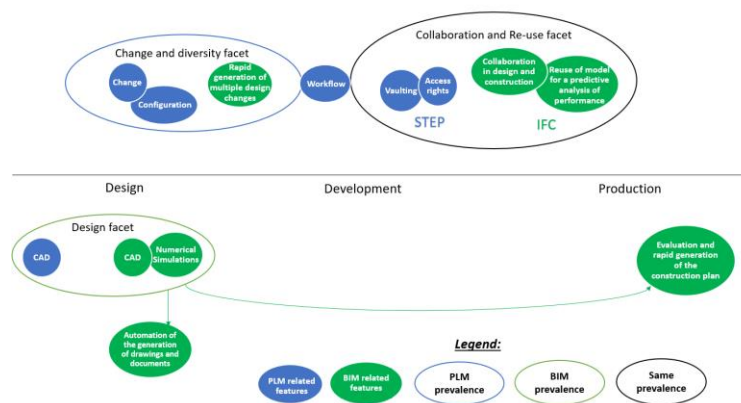 Change and diversity facet
Change
Configuration
Rapid
generation of
multiple design
changes
Workflow
Collaboration and Re-use facet
Vaulting
Access
rights
STEP
Collaboration
in design and
construction
Reuse of model
for a predictive
analysis of
performance
IFC
Design
Development
Production
Design facet
CAD
CAD
Numerical
Simulations
Evaluation and
rapid generation
of the
construction plan
Automation of
the generation
of drawings and
documents
Legend:
PLM related
features
BIM related
features
PLM
prevalence
BIM
prevalence
Same
prevalence